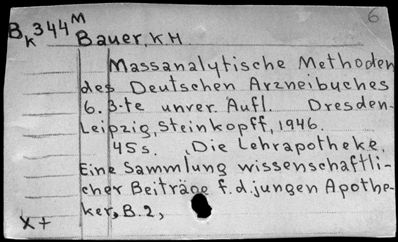 6
B K 344 M
Bauer, K H.
Massanalytische Methoden
des Deutschen Arzneibuches
6. 3-te unver. Aufl. Dresden-
Leipzig, Steinkopff, 1946.
45 s. Die Lehrapotheke.
Eine Sammlung wissenschaftli-
cher Beiträge f. d. jungen Apothe-
ker, B. 2,
x +